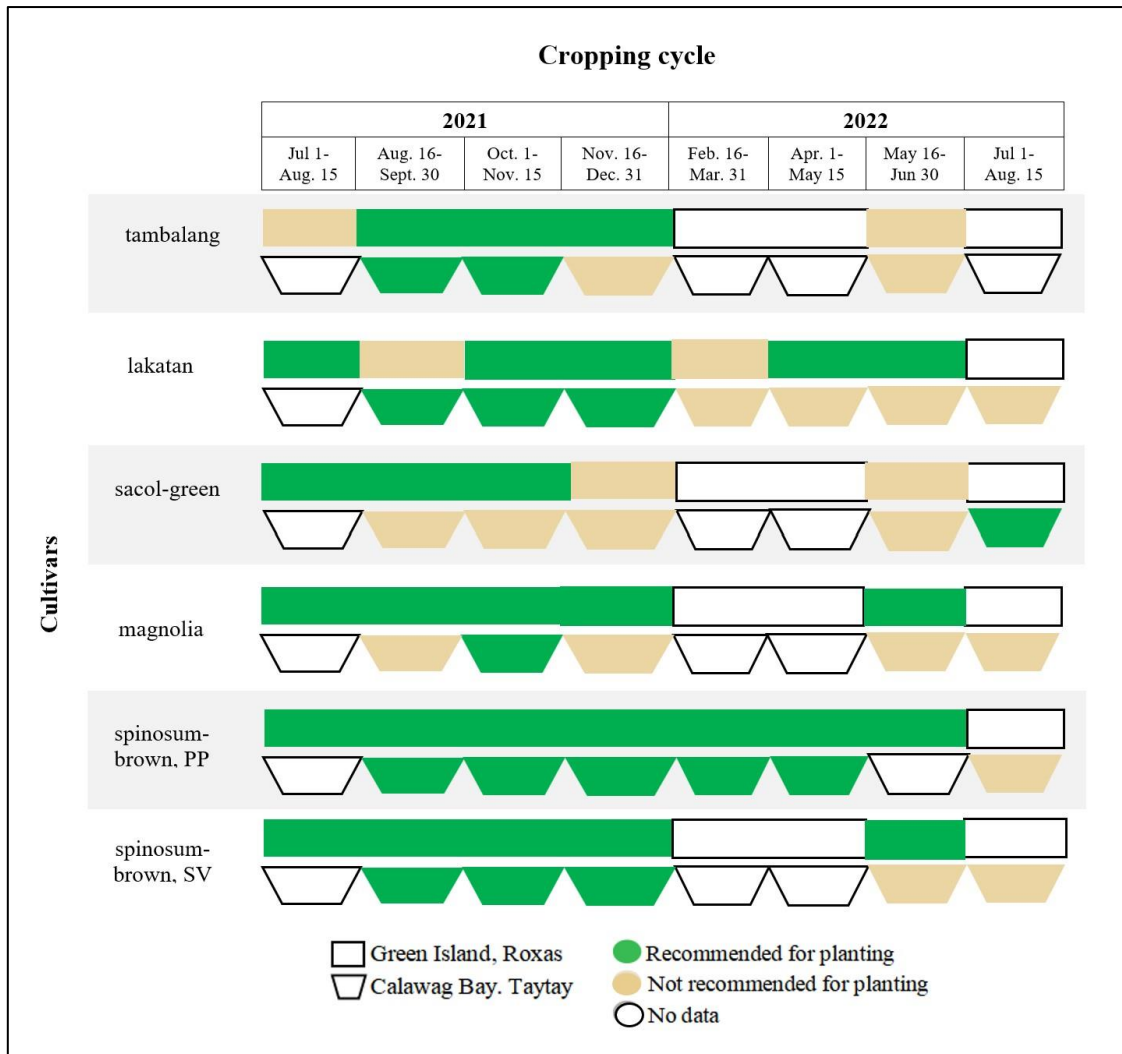 Cropping cycle
2021 2022
Jul 1- Aug. 16- Oct. 1- Nov. 16- Feb. 16- Apr. 1- May 16- Jul 1-
Aug. 15 Sept. 30 Nov. 15 Dec. 31 Mar. 31 May 15 Jun 30 Aug. 15
tambalang
lakatan
sacol-green
Cultivars
magnolia
spinosum-
brown, PP
spinosum-
brown, SV
Green Island, Roxas
Calawag Bay. Taytay
Recommended for planting
Not recommended for planting
No data